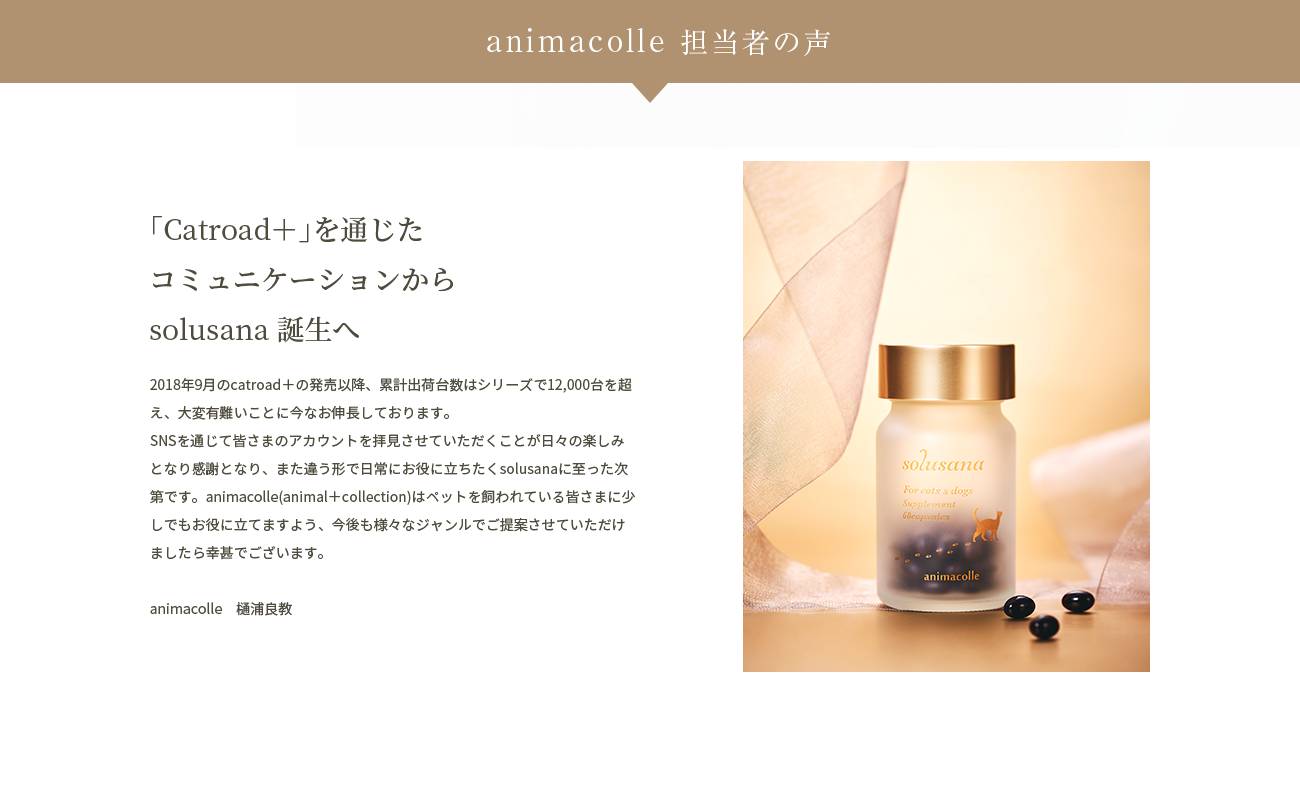 animacolle 担当者の声
「Catroad＋」を通じた
コミュニケーションから
solusana 誕生へ
2018年9月のcatroad＋の発売以降、累計出荷台数はシリーズで12,000台を超
え、大変有難いことに今なお伸長しております。
SNSを通じて皆さまのアカウントを拝見させていただくことが日々の楽しみ
となり感謝となり、また違う形で日常にお役に立ちたくsolusanaに至った次
第です。animacolle(animal＋collection)はペットを飼われている皆さまに少
しでもお役に立てますよう、今後も様々なジャンルでご提案させていただけ
ましたら幸甚でございます。
animacolle　樋浦良教
solusana
For cats & dogs
Supplement
60capsules
animacolle